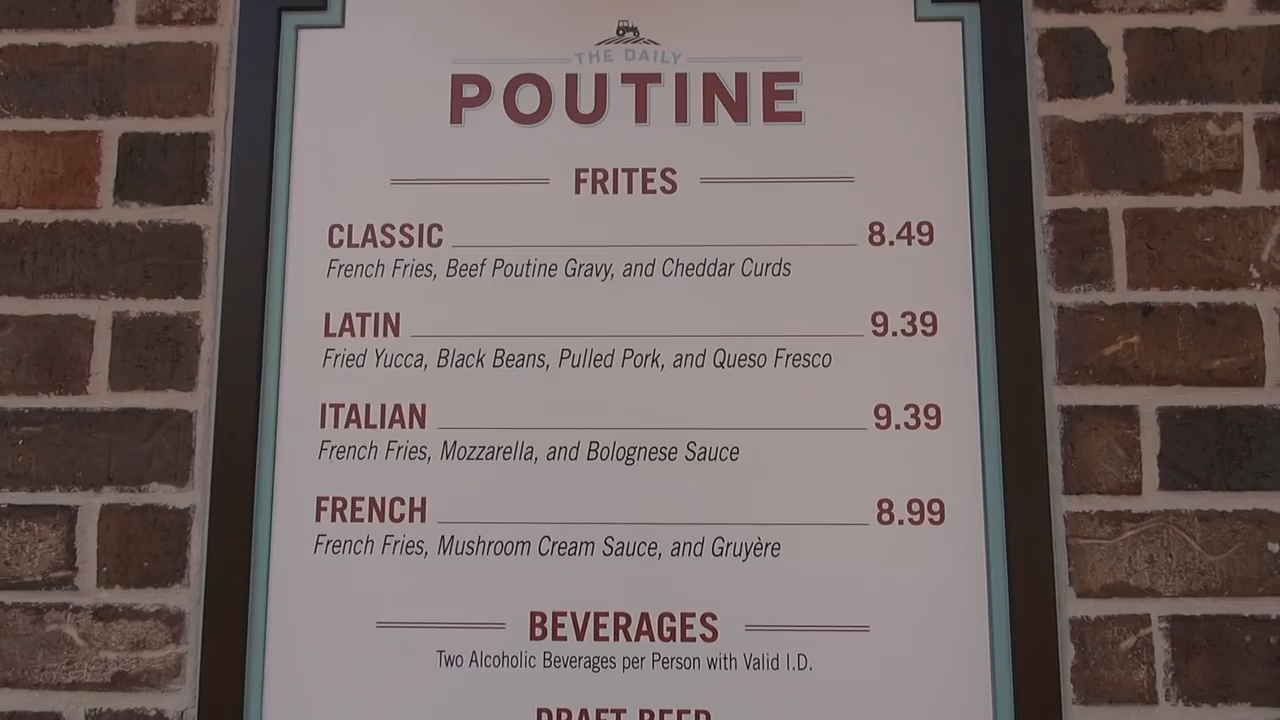 THE DAILY
POUTINE
FRITES
CLASSIC 8.49
French Fries, Beef Poutine Gravy, and Cheddar Curds
LATIN 9.39
Fried Yucca, Black Beans, Pulled Pork, and Queso Fresco
ITALIAN 9.39
French Fries, Mozzarella, and Bolognese Sauce
FRENCH 8.99
French Fries, Mushroom Cream Sauce, and Gruyère
BEVERAGES
Two Alcoholic Beverages per Person with Valid I.D.
DRAFT BEER